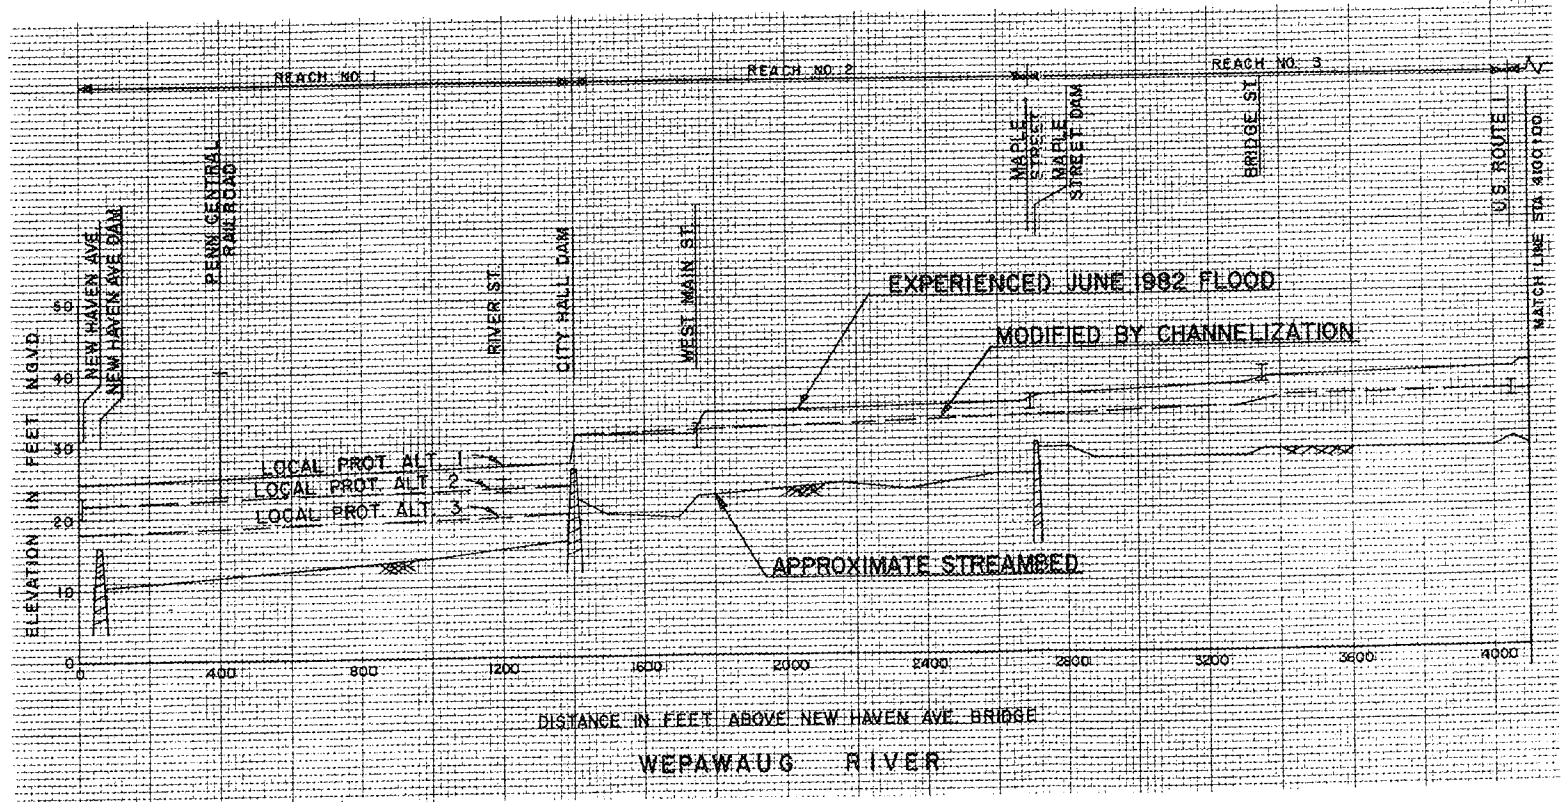 REACH NO. 1
REACH NO. 2
REACH NO. 3
NEW HAVEN AVE.
NEW HAVEN AVE DAM
PENN CENTRAL
RAILROAD
RIVER ST.
CITY HALL DAM
WEST MAIN ST.
MAPLE
STREET
MAPLE
STREET DAM
BRIDGE ST.
U.S. ROUTE 1
EXPERIENCED JUNE 1982 FLOOD
MODIFIED BY CHANNELIZATION
LOCAL PROT. ALT. 1
LOCAL PROT. ALT. 2
LOCAL PROT. ALT. 3
APPROXIMATE STREAMBED
ELEVATION IN FEET N.G.V.D.
50
40
30
20
10
0
0 400 800 1200 1600 2000 2400 2800 3200 3600 4000
MATCH LINE STA.
DISTANCE IN FEET ABOVE NEW HAVEN AVE. BRIDGE
WEPAWAUG RIVER